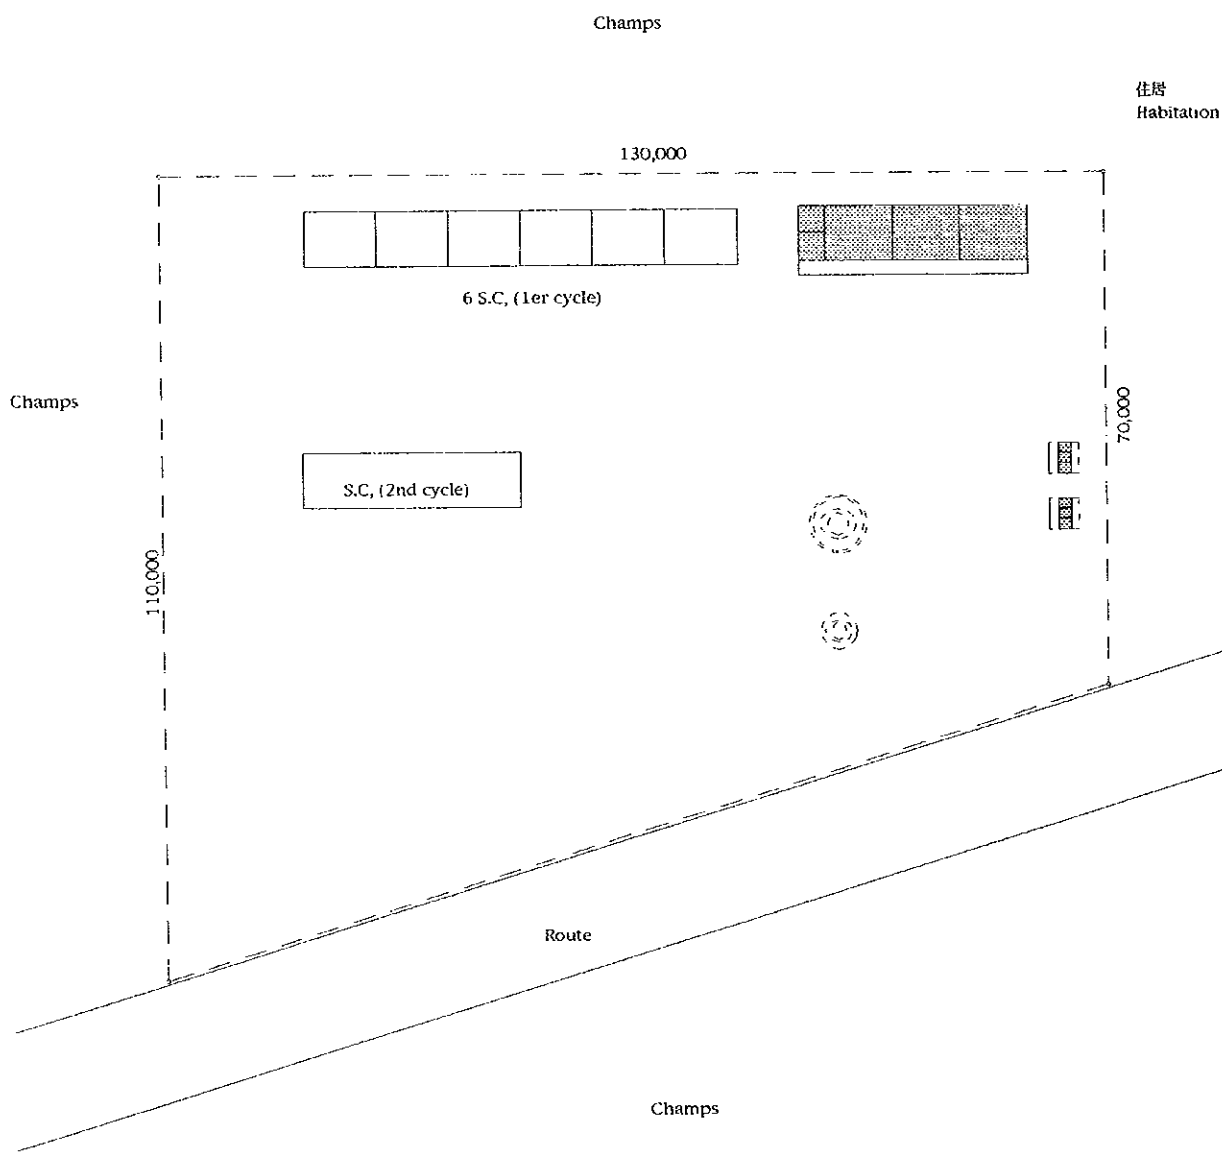 Champs
住居
Habitation
130,000
6 S.C, (1er cycle)
Champs
70,000
S.C, (2nd cycle)
110,000
Route
Champs